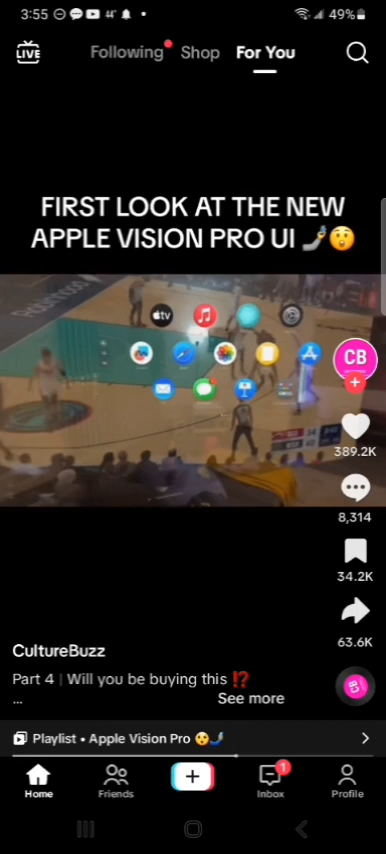 3:55
44°
49%
LIVE
Following
Shop
For You
FIRST LOOK AT THE NEW
APPLE VISION PRO UI 🤳😲
tv
CB
389.2K
8,314
34.2K
63.6K
CultureBuzz
Part 4 | Will you be buying this ⁉️
...
See more
Playlist • Apple Vision Pro 😲🤳
Home
Friends
1
Inbox
Profile